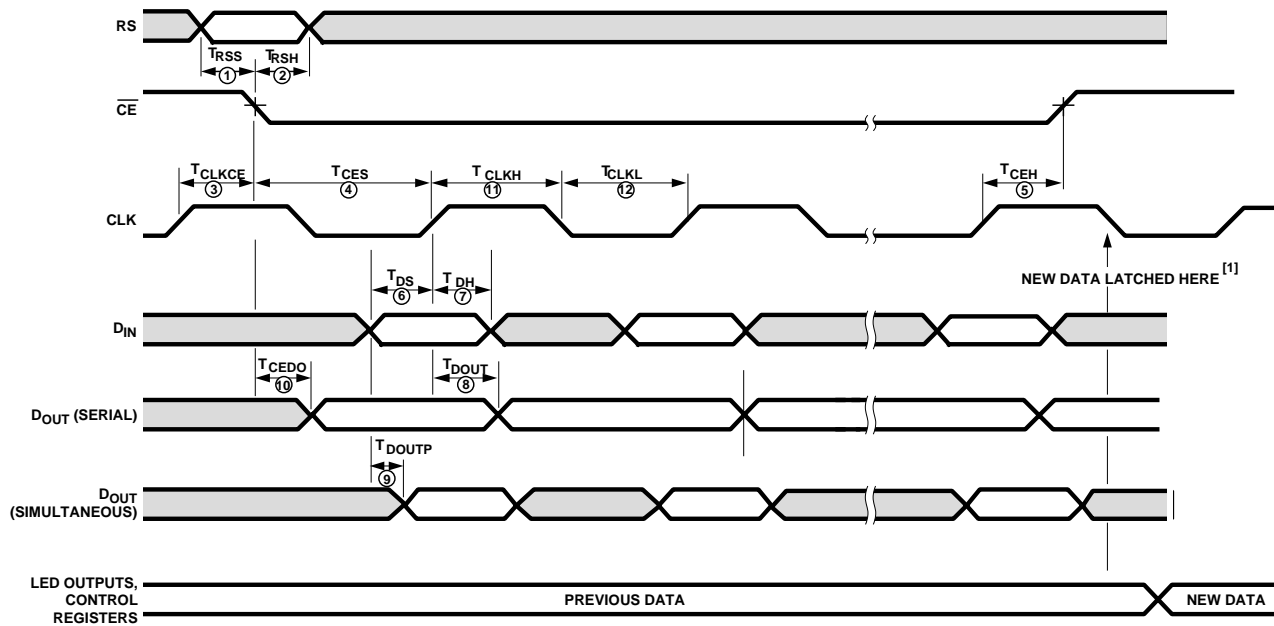 RS
TRSS
TRSH
1
2
CE
TCLKCE
TCES
TCLKH
TCLKL
TCEH
3
4
11
12
5
CLK
NEW DATA LATCHED HERE [1]
TDS
TDH
6
7
DIN
TCEDO
TDOUT
10
8
DOUT (SERIAL)
TDOUTP
9
DOUT
(SIMULTANEOUS)
LED OUTPUTS,
CONTROL
REGISTERS
PREVIOUS DATA
NEW DATA